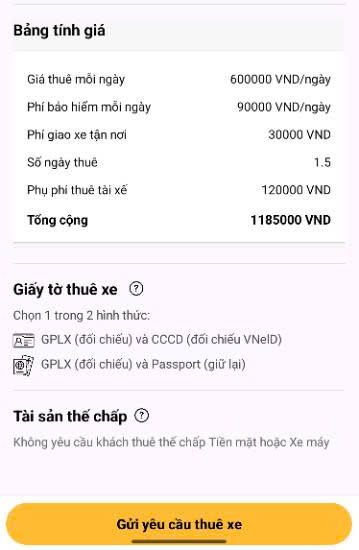 Bảng tính giá
Giá thuê mỗi ngày 600000 VND/ngày
Phí bảo hiểm mỗi ngày 90000 VND/ngày
Phí giao xe tận nơi 30000 VND
Số ngày thuê 1.5
Phụ phí thuê tài xế 120000 VND
Tổng cộng 1185000 VND
Giấy tờ thuê xe ?
Chọn 1 trong 2 hình thức:
GPLX (đối chiếu) và CCCD (đối chiếu VNeID)
GPLX (đối chiếu) và Passport (giữ lại)
Tài sản thế chấp ?
Không yêu cầu khách thuê thế chấp Tiền mặt hoặc Xe máy
Gửi yêu cầu thuê xe